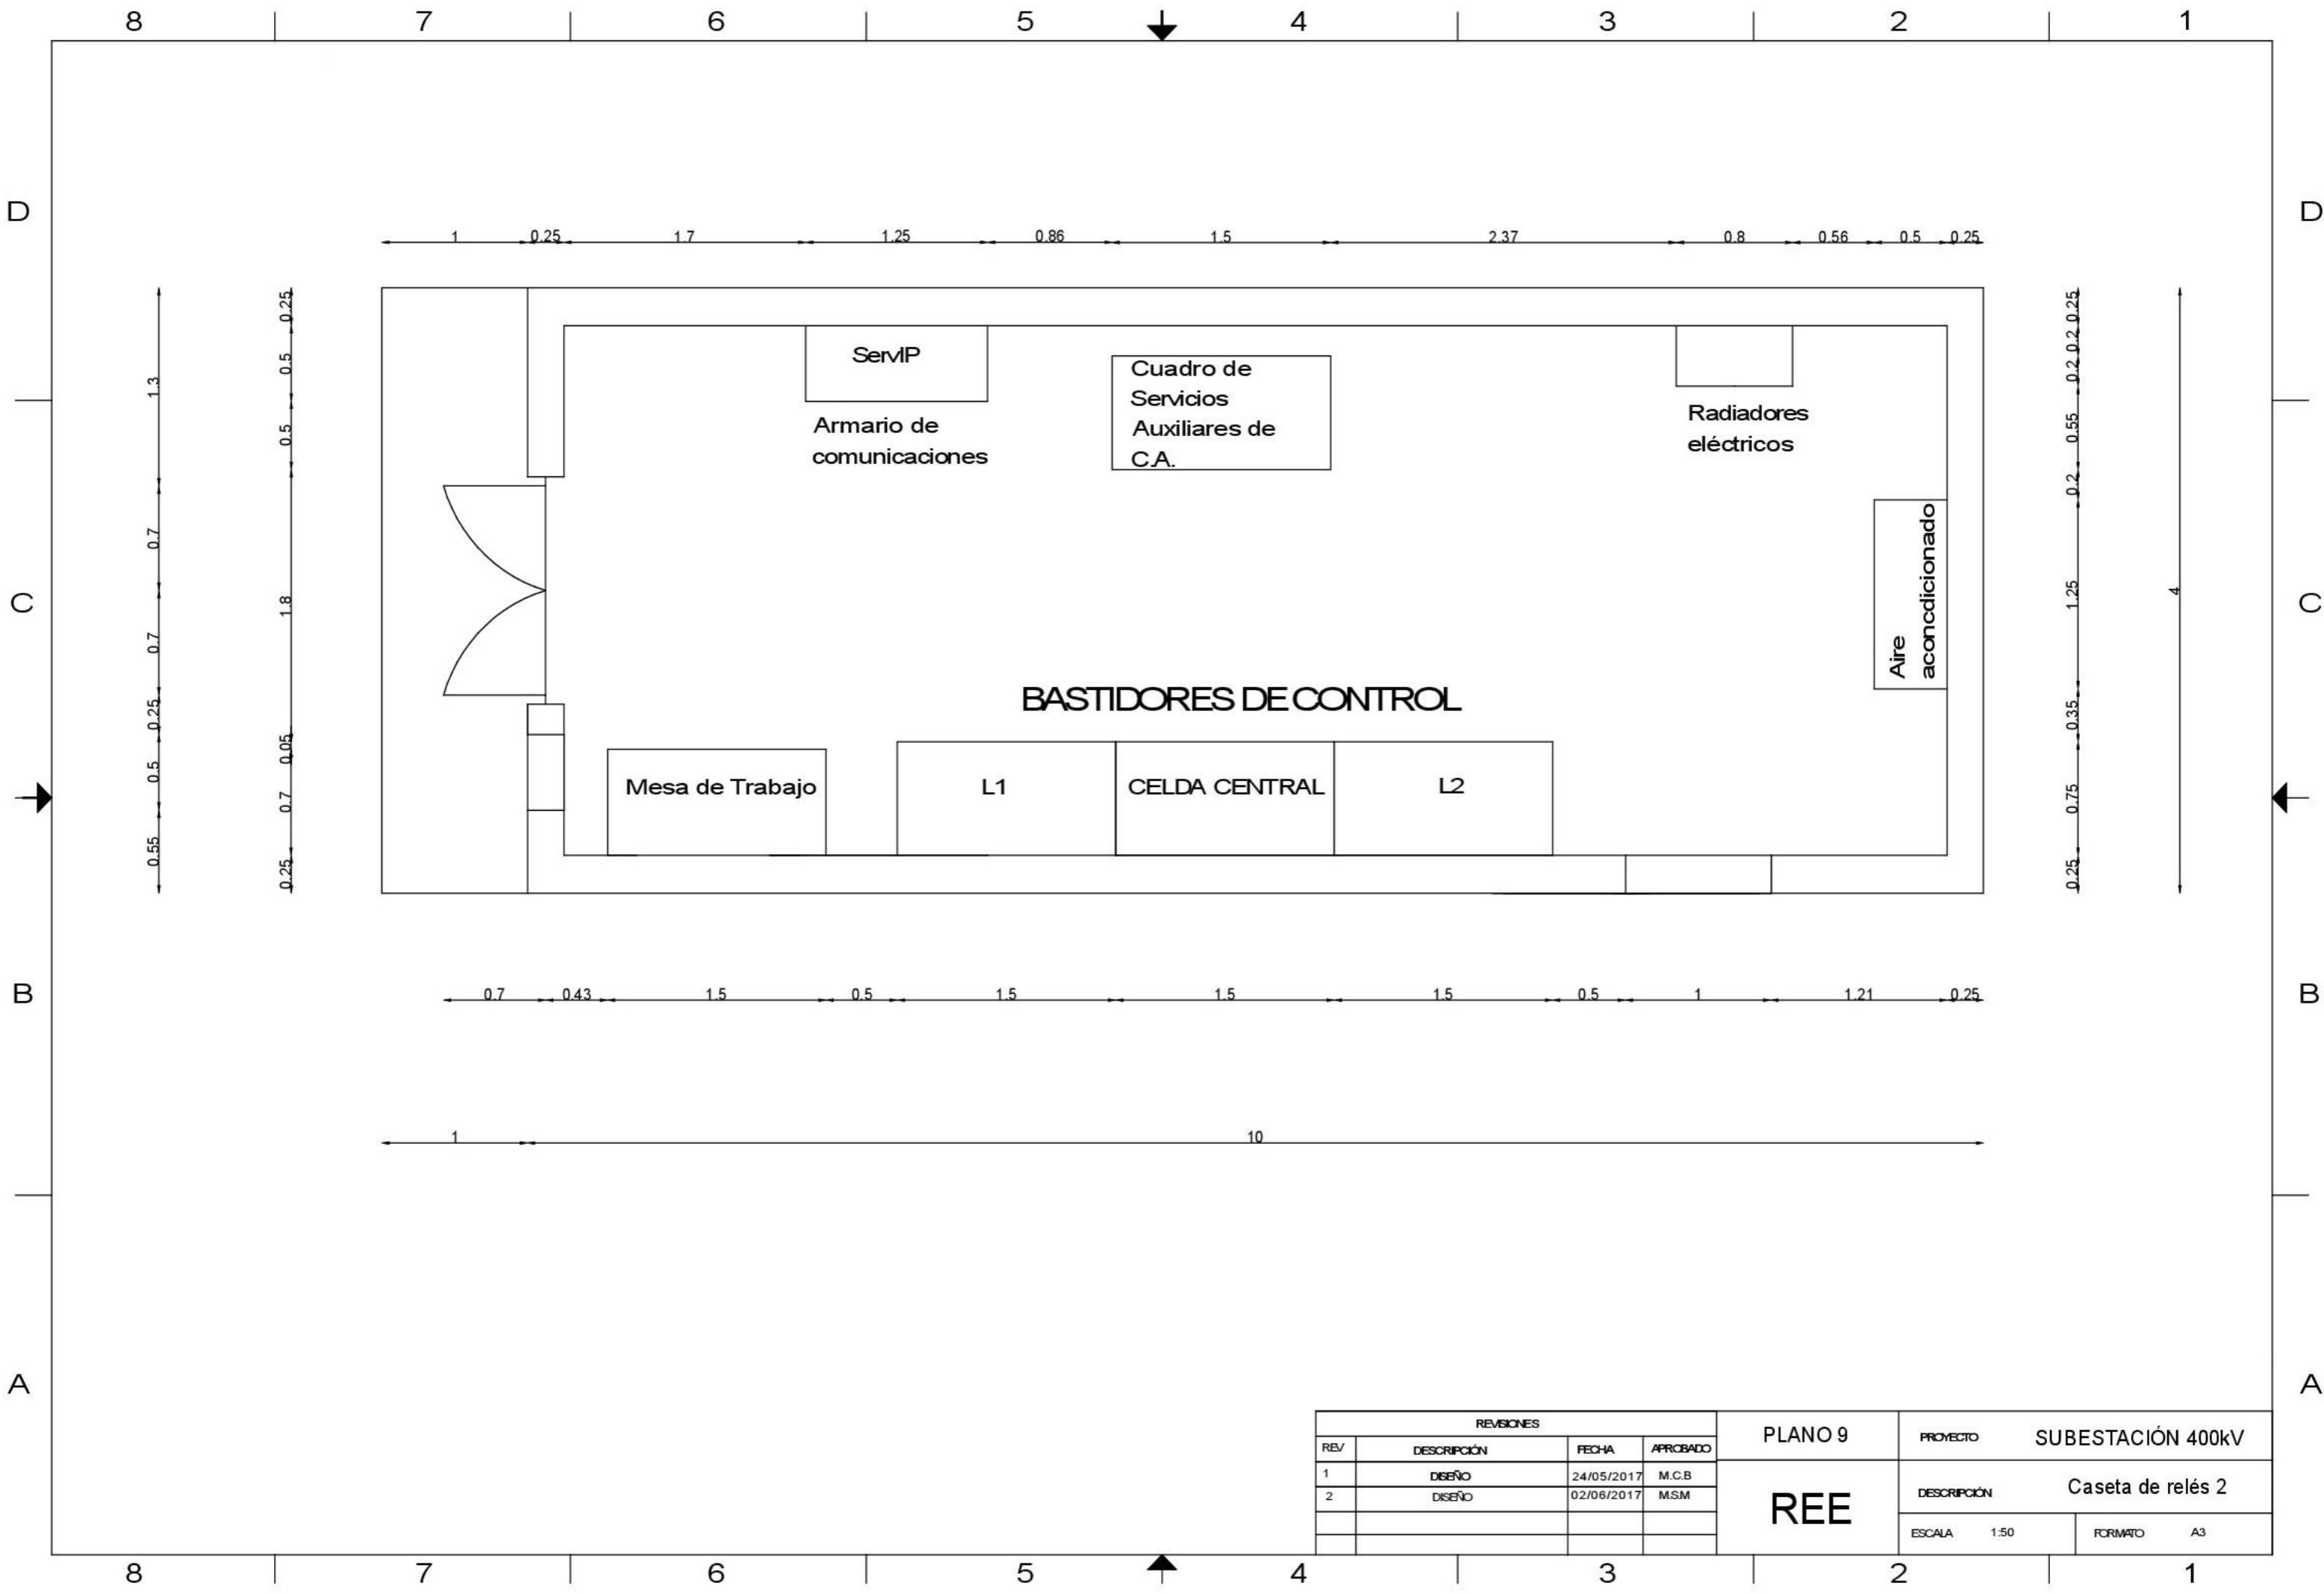 8 7 6 5 4 3 2 1
D D
1 0.25 1.7 1.25 0.86 1.5 2.37 0.8 0.56 0.5 0.25
1.3 0.7 0.7 0.25 0.5 0.55
0.25 0.5 0.5 1.8 0.05 0.7 0.25
ServIP
Armario de
comunicaciones
Cuadro de
Servicios
Auxiliares de
C.A.
Radiadores
eléctricos
Aire
aconcdicionado
0.25 0.2 0.2 0.55 0.2 1.25 0.35 0.75 0.25
4
C C
BASTIDORES DE CONTROL
Mesa de Trabajo
L1
CELDA CENTRAL
L2
B B
0.7 0.43 1.5 0.5 1.5 1.5 1.5 0.5 1 1.21 0.25
1 10
A A
REVISIONES
REV DESCRIPCIÓN FECHA APROBADO
1 DISEÑO 24/05/2017 M.C.B
2 DISEÑO 02/06/2017 M.S.M
PLANO 9
REE
PROYECTO SUBESTACIÓN 400kV
DESCRIPCIÓN Caseta de relés 2
ESCALA 1:50 FORMATO A3
8 7 6 5 4 3 2 1